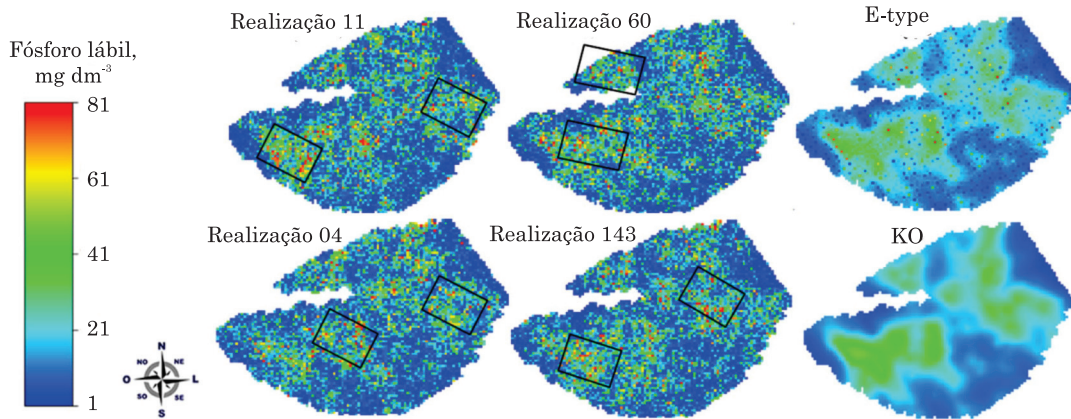 Realização 11
Realização 60
E-type
Fósforo lábil,
mg dm⁻³
81
61
41
21
1
Realização 04
Realização 143
KO
N
NO
NE
O
L
SO
SE
S